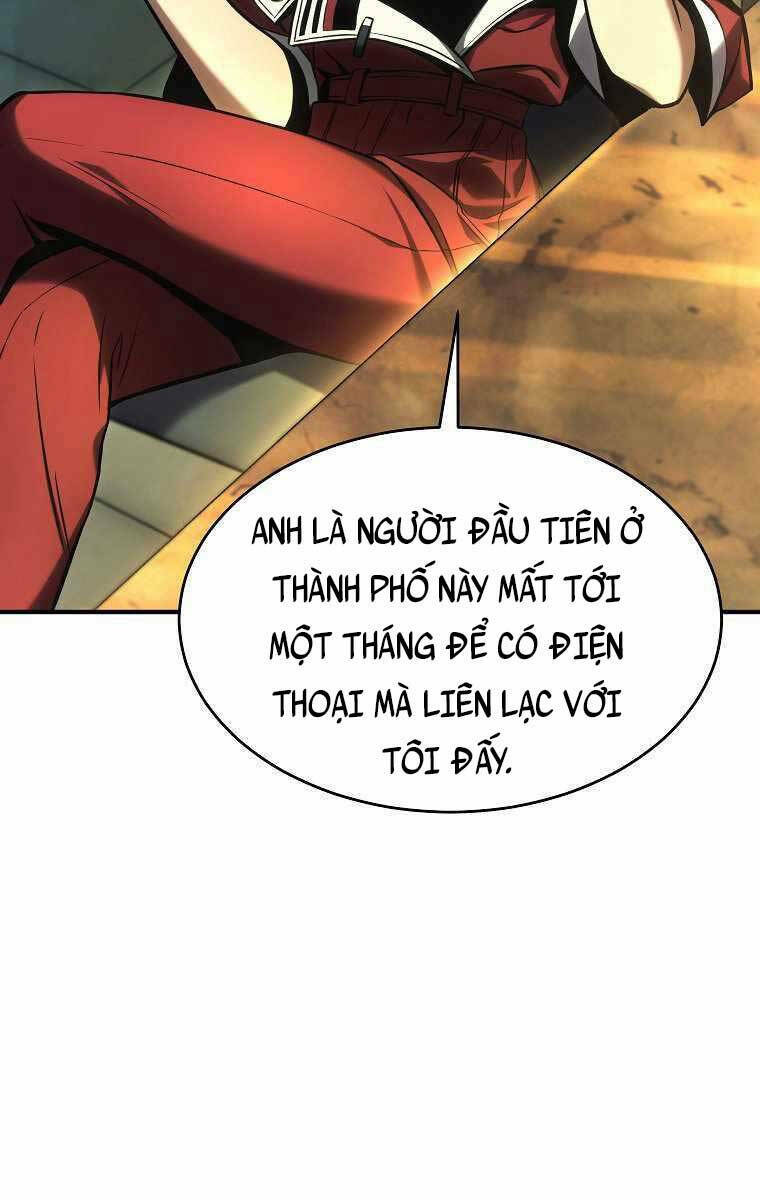 ANH LÀ NGƯỜI ĐẦU TIÊN Ở
THÀNH PHỐ NÀY MẤT TỚI
MỘT THÁNG ĐỂ CÓ ĐIỆN
THOẠI MÀ LIÊN LẠC VỚI
TÔI ĐẤY.